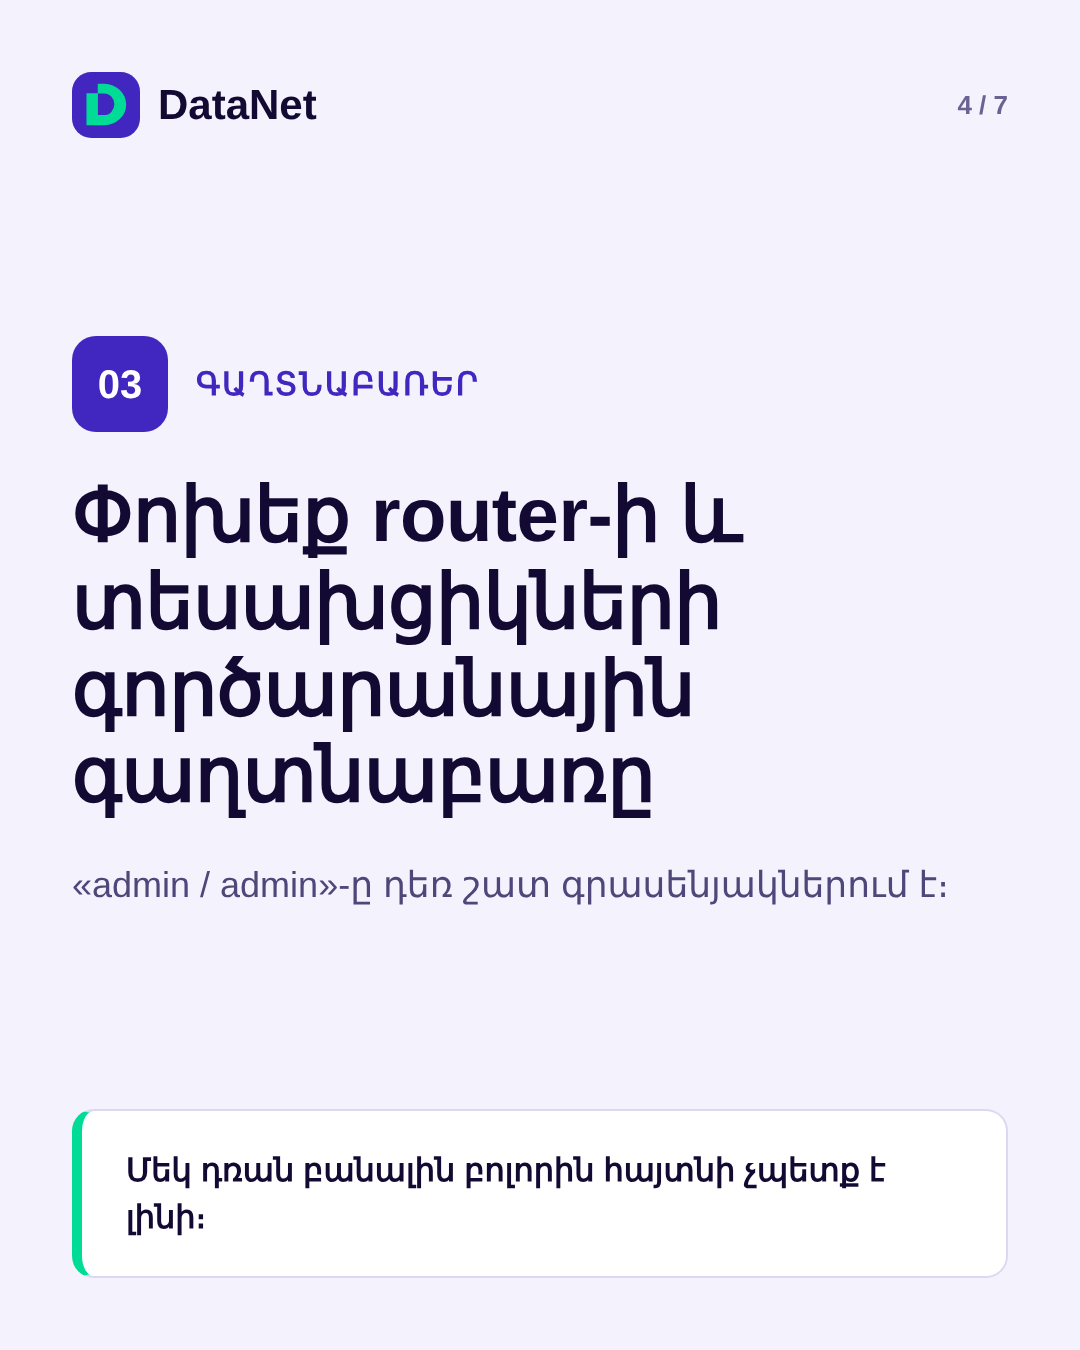 DataNet
4 / 7
03
ԳԱՂՏՆԱԲԱՌԵՐ
Փոխեք router-ի և
տեսախցիկների
գործարանային
գաղտնաբառը
«admin / admin»-ը դեռ շատ գրասենյակներում է։
Մեկ դռան բանալին բոլորին հայտնի չպետք է
լինի։